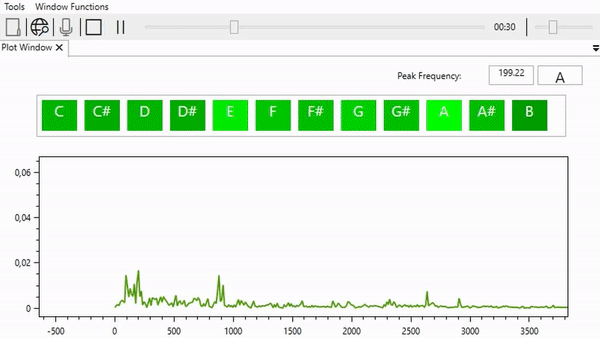 Tools Window Functions
00:30
Plot Window
Peak Frequency: 199.22 A
C C# D D# E F F# G G# A A# B
0,06
0,04
0,02
0
-500 0 500 1000 1500 2000 2500 3000 3500